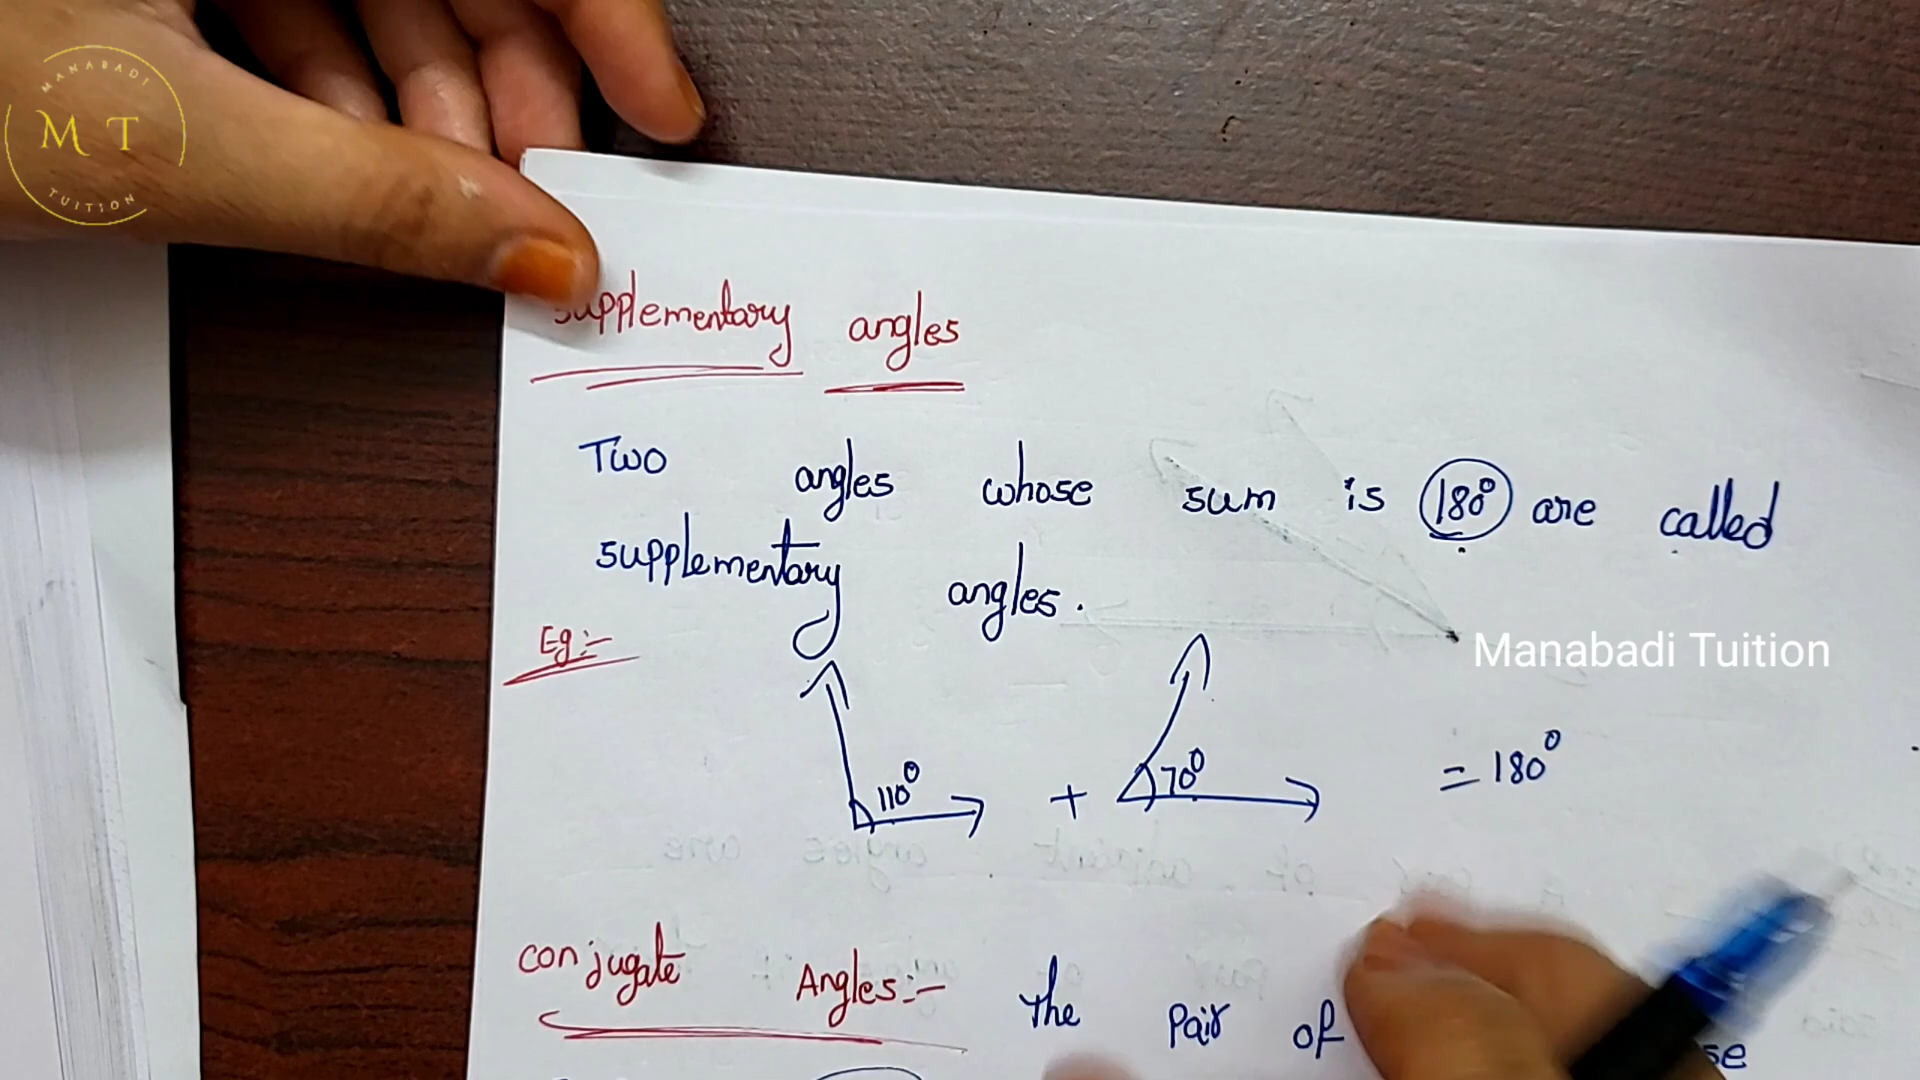 MANABADI
M T
TUITION
supplementary angles
Two angles whose sum is 180° are called
supplementary angles.
Eg:-
Manabadi Tuition
110° + 70° = 180°
conjugate Angles:- The pair of